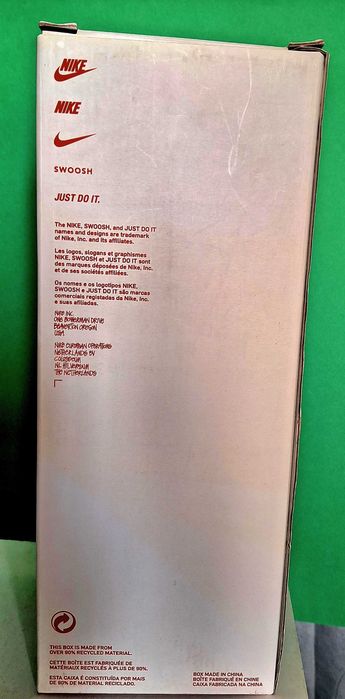 NIKE
NIKE
SWOOSH
JUST DO IT.
The NIKE, SWOOSH, and JUST DO IT
names and designs are trademark
of Nike, Inc. and its affiliates.
Les logos, slogans et graphismes
NIKE, SWOOSH et JUST DO IT sont
des marques déposées de Nike, Inc.
et de ses sociétés affiliées.
Os nomes e os logotipos NIKE,
SWOOSH e JUST DO IT são marcas
comerciais registadas da Nike, Inc.
e suas afiliadas.
NIKE INC.
ONE BOWERMAN DRIVE
BEAVERTON OREGON
USA
NIKE EUROPEAN OPERATIONS
NETHERLANDS BV
COLOSSEUM
NL HILVERSUM
THE NETHERLANDS
THIS BOX IS MADE FROM
OVER 90% RECYCLED MATERIAL.
CETTE BOÎTE EST FABRIQUÉE DE
MATÉRIAUX RECYCLÉS À PLUS DE 90%.
ESTA CAIXA É CONSTITUÍDA POR MAIS
DE 90% DE MATERIAL RECICLADO.
BOX MADE IN CHINA
BOÎTE FABRIQUÉ EN CHINE
CAIXA FABRICADA NA CHINA